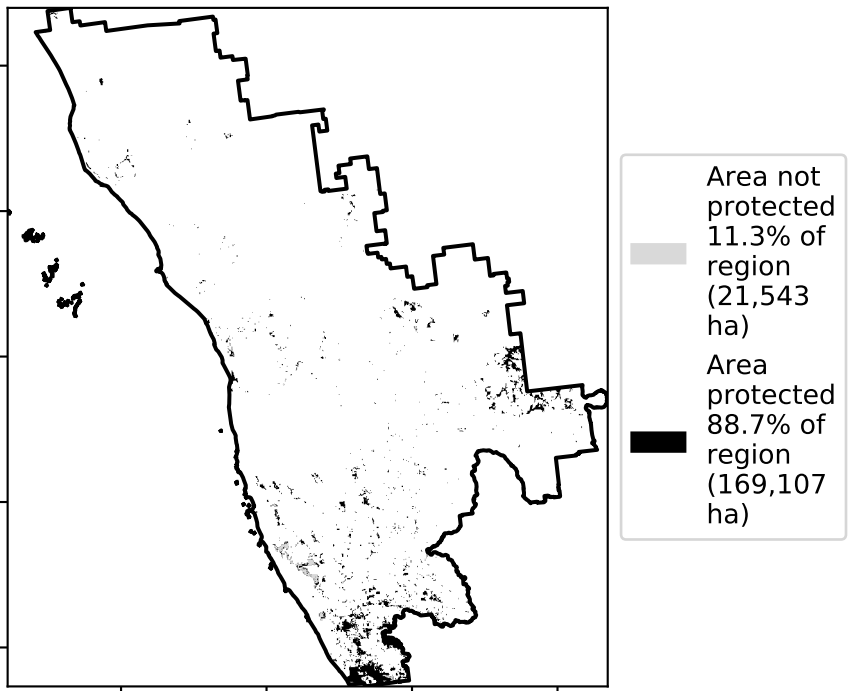 Area not
protected
11.3% of
region
(21,543
ha)
Area
protected
88.7% of
region
(169,107
ha)